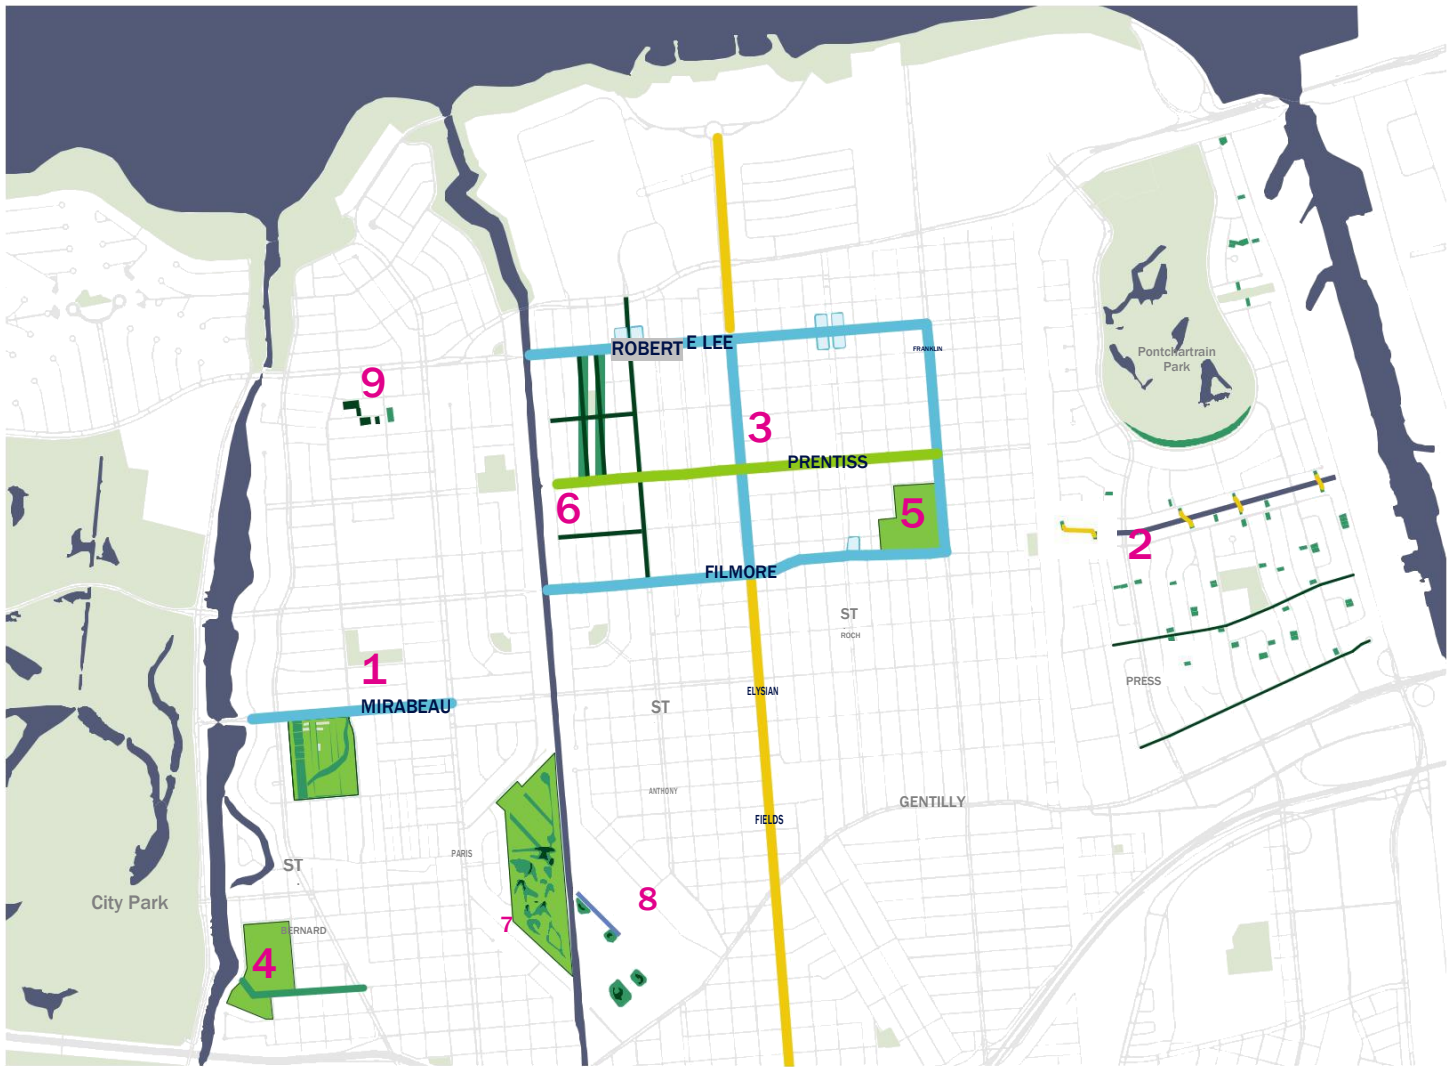 ROBERT E LEE
FRANKLIN
Pontchartrain
Park
9
3
PRENTISS
6
5
2
FILMORE
ST
ROCH
1
MIRABEAU
ELYSIAN
PRESS
ST
ANTHONY
GENTILLY
FIELDS
PARIS
ST
City Park
8
7
BERNARD
4